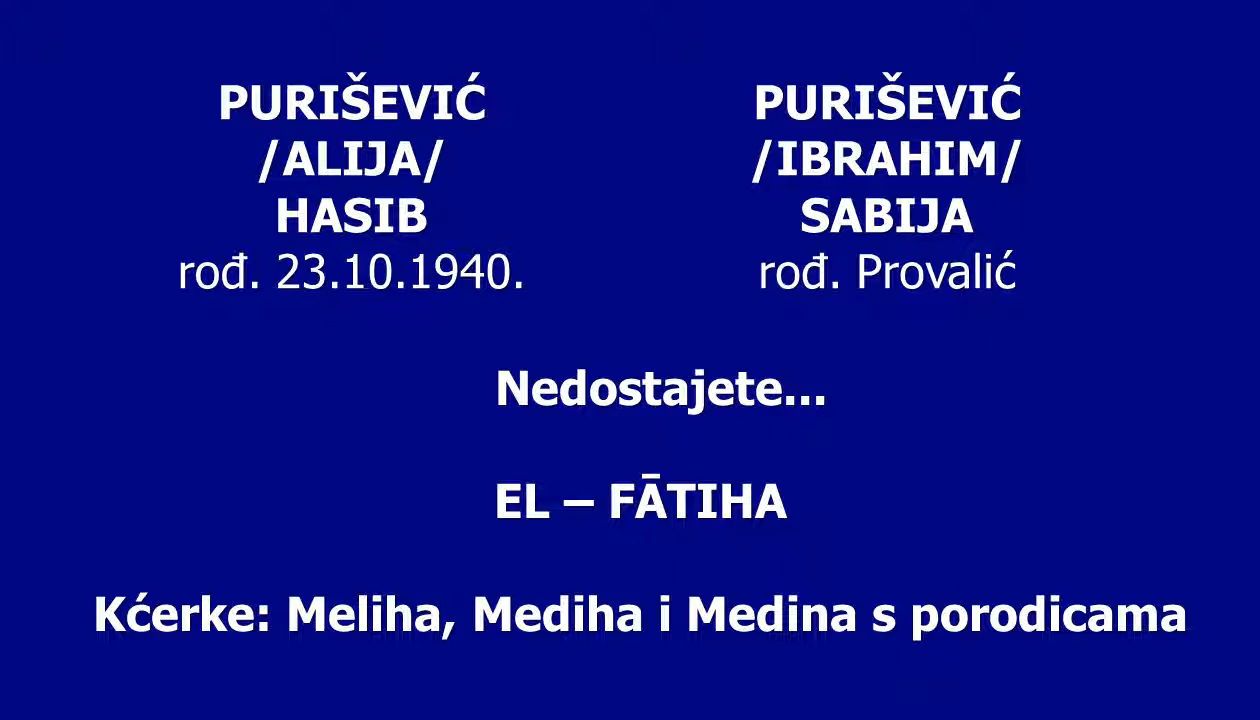 PURIŠEVIĆ
/ALIJA/
HASIB
rođ. 23.10.1940.
PURIŠEVIĆ
/IBRAHIM/
SABIJA
rođ. Provalić
Nedostajete...
EL – FĀTIHA
Kćerke: Meliha, Mediha i Medina s porodicama